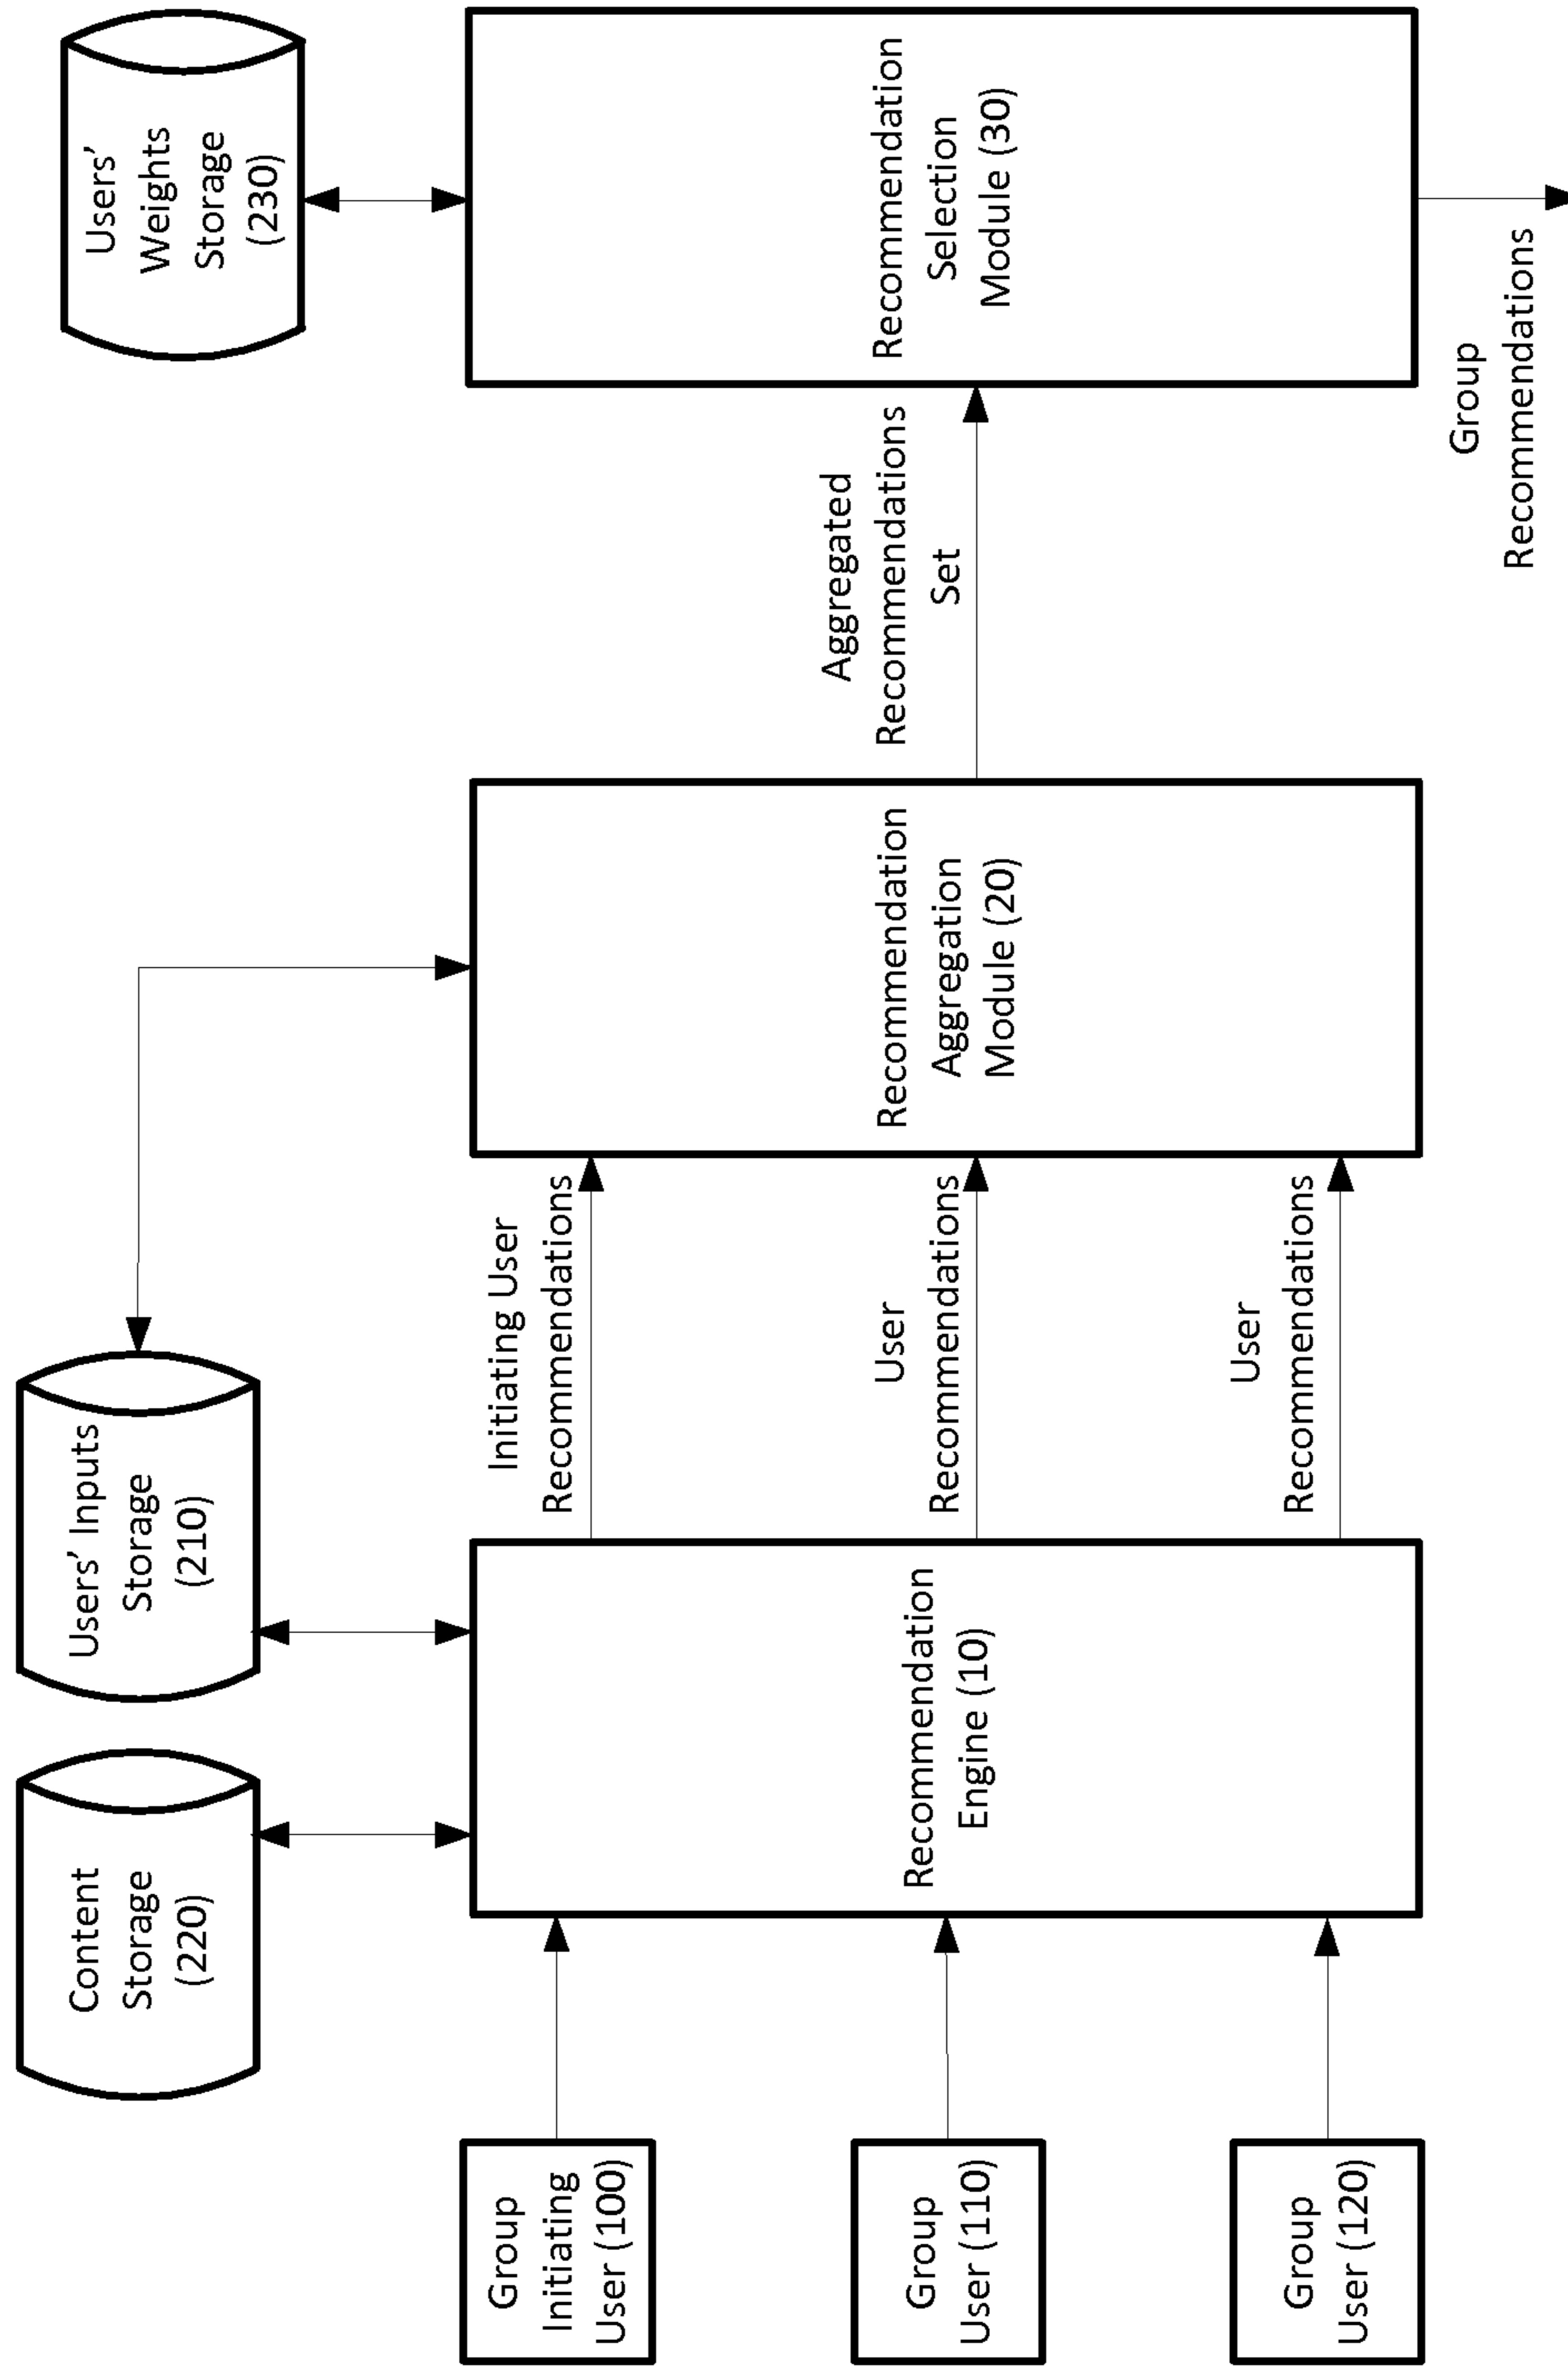 Content
Storage
(220)
Users’ Inputs
Storage
(210)
Users’
Weights
Storage
(230)
Group
Initiating
User (100)
Group
User (110)
Group
User (120)
Recommendation
Engine (10)
Initiating User
Recommendations
User
Recommendations
User
Recommendations
Recommendation
Aggregation
Module (20)
Aggregated
Recommendations
Set
Recommendation
Selection
Module (30)
Group
Recommendations